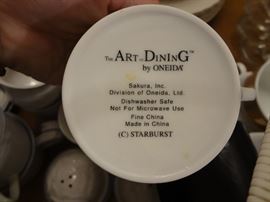 The ART of DINING™
by ONEIDA®
Sakura, Inc.
Division of Oneida, Ltd.
Dishwasher Safe
Not For Microwave Use
Fine China
Made in China
(C) STARBURST